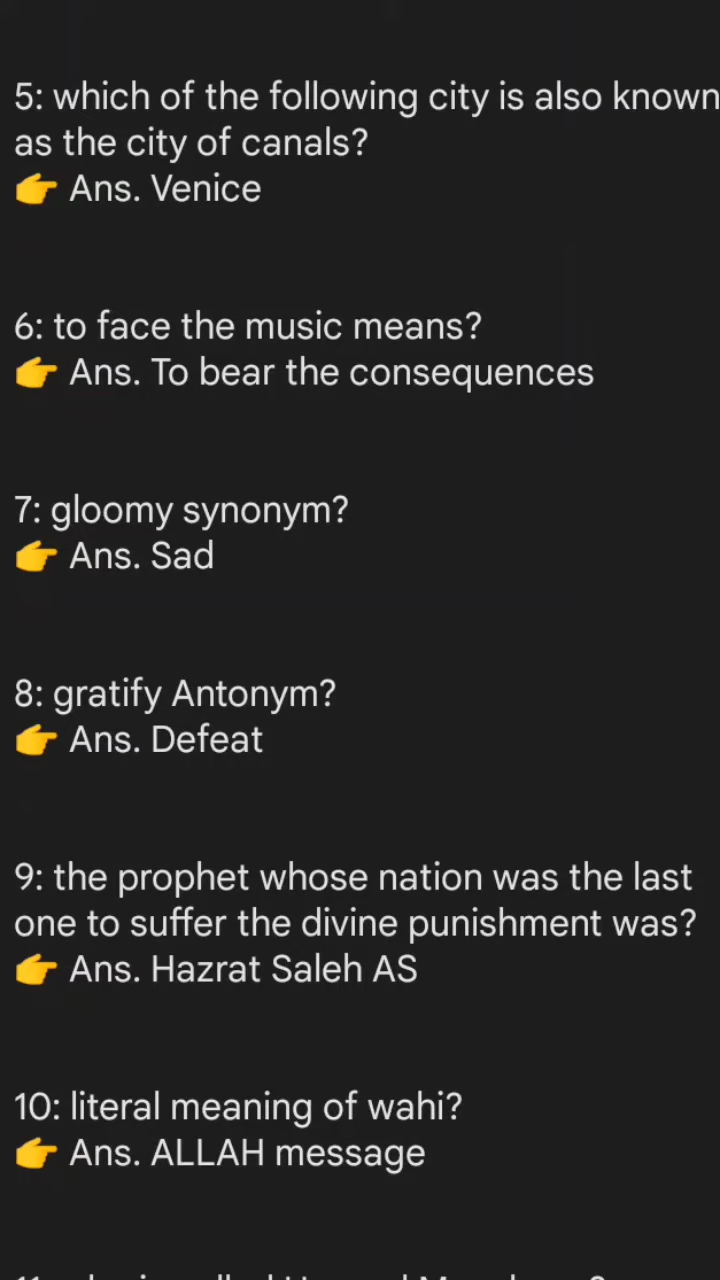 5: which of the following city is also known
as the city of canals?
👉 Ans. Venice
6: to face the music means?
👉 Ans. To bear the consequences
7: gloomy synonym?
👉 Ans. Sad
8: gratify Antonym?
👉 Ans. Defeat
9: the prophet whose nation was the last
one to suffer the divine punishment was?
👉 Ans. Hazrat Saleh AS
10: literal meaning of wahi?
👉 Ans. ALLAH message